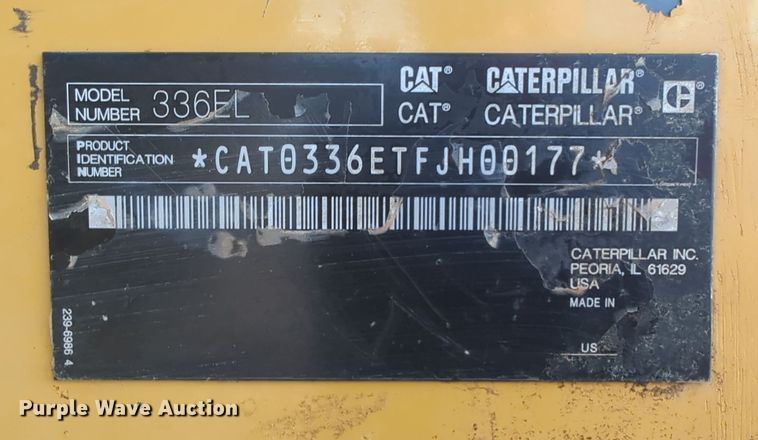 CAT® CATERPILLAR®
CAT® CATERPILLAR®
MODEL NUMBER 336EL
PRODUCT IDENTIFICATION NUMBER *CAT0336ETFJH00177*
CATERPILLAR INC.
PEORIA, IL 61629
USA
MADE IN
US
239-6986 4
Purple Wave Auction